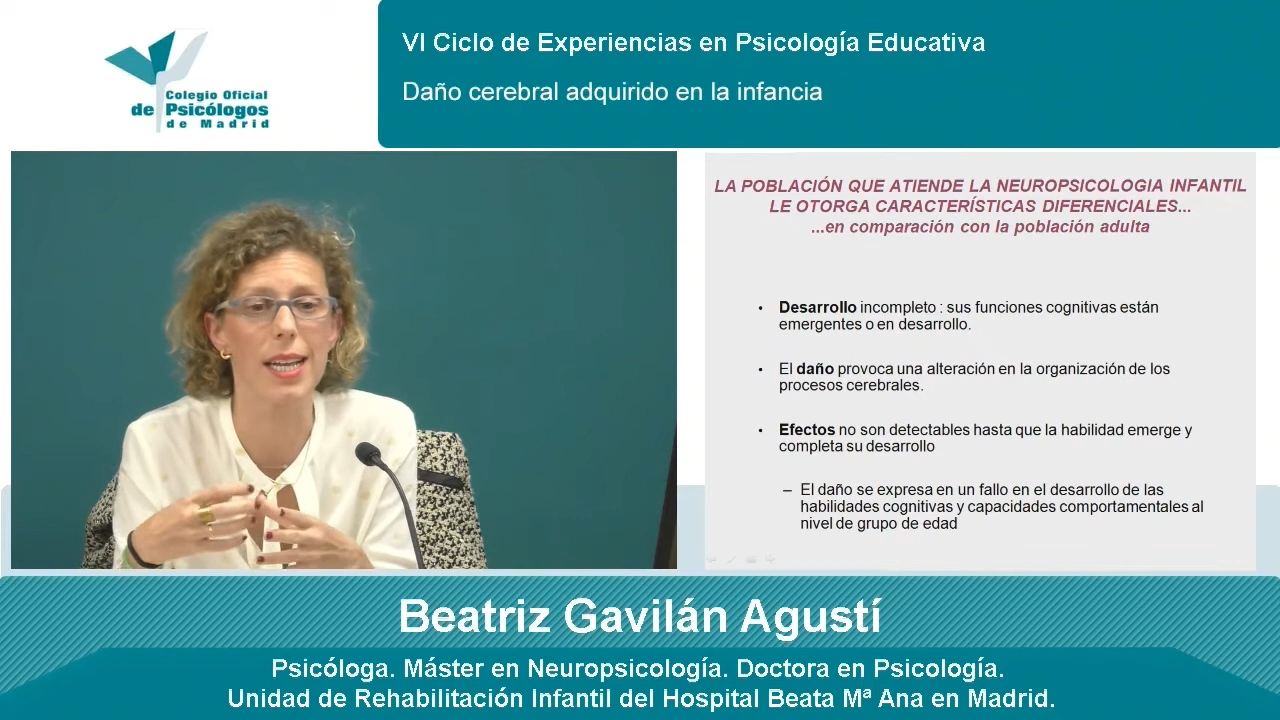 Colegio Oficial
de Psicólogos
de Madrid
VI Ciclo de Experiencias en Psicología Educativa
Daño cerebral adquirido en la infancia
LA POBLACIÓN QUE ATIENDE LA NEUROPSICOLOGIA INFANTIL
LE OTORGA CARACTERÍSTICAS DIFERENCIALES...
...en comparación con la población adulta
• Desarrollo incompleto : sus funciones cognitivas están
emergentes o en desarrollo.
• El daño provoca una alteración en la organización de los
procesos cerebrales.
• Efectos no son detectables hasta que la habilidad emerge y
completa su desarrollo
– El daño se expresa en un fallo en el desarrollo de las
habilidades cognitivas y capacidades comportamentales al
nivel de grupo de edad
Beatriz Gavilán Agustí
Psicóloga. Máster en Neuropsicología. Doctora en Psicología.
Unidad de Rehabilitación Infantil del Hospital Beata Mª Ana en Madrid.